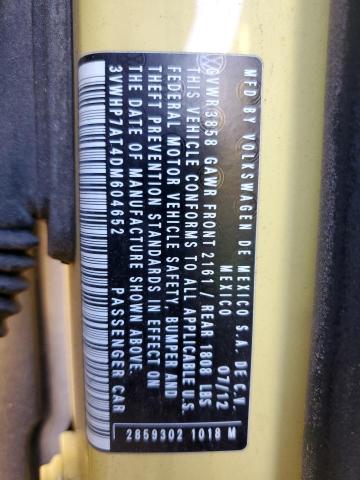 MFD BY VOLKSWAGEN DE MEXICO S.A. DE C.V.
MEXICO 07/12
GVWR3858 GAWR FRONT 2161/ REAR 1808 LBS
THIS VEHICLE CONFORMS TO ALL APPLICABLE U.S.
FEDERAL MOTOR VEHICLE SAFETY, BUMPER AND
THEFT PREVENTION STANDARDS IN EFFECT ON
THE DATE OF MANUFACTURE SHOWN ABOVE.
3VWHP7AT4DM604652 PASSENGER CAR
2859302 1018 M